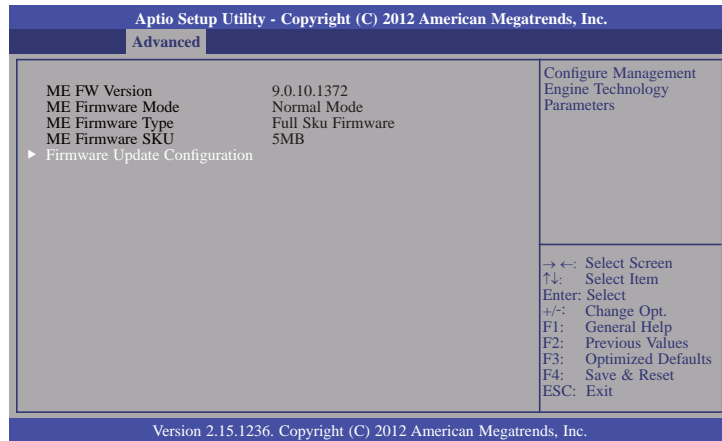 Aptio Setup Utility - Copyright (C) 2012 American Megatrends, Inc.
Advanced
ME FW Version 9.0.10.1372
ME Firmware Mode Normal Mode
ME Firmware Type Full Sku Firmware
ME Firmware SKU 5MB
▶ Firmware Update Configuration
Configure Management
Engine Technology
Parameters
→ ←: Select Screen
↑↓: Select Item
Enter: Select
+/-: Change Opt.
F1: General Help
F2: Previous Values
F3: Optimized Defaults
F4: Save & Reset
ESC: Exit
Version 2.15.1236. Copyright (C) 2012 American Megatrends, Inc.